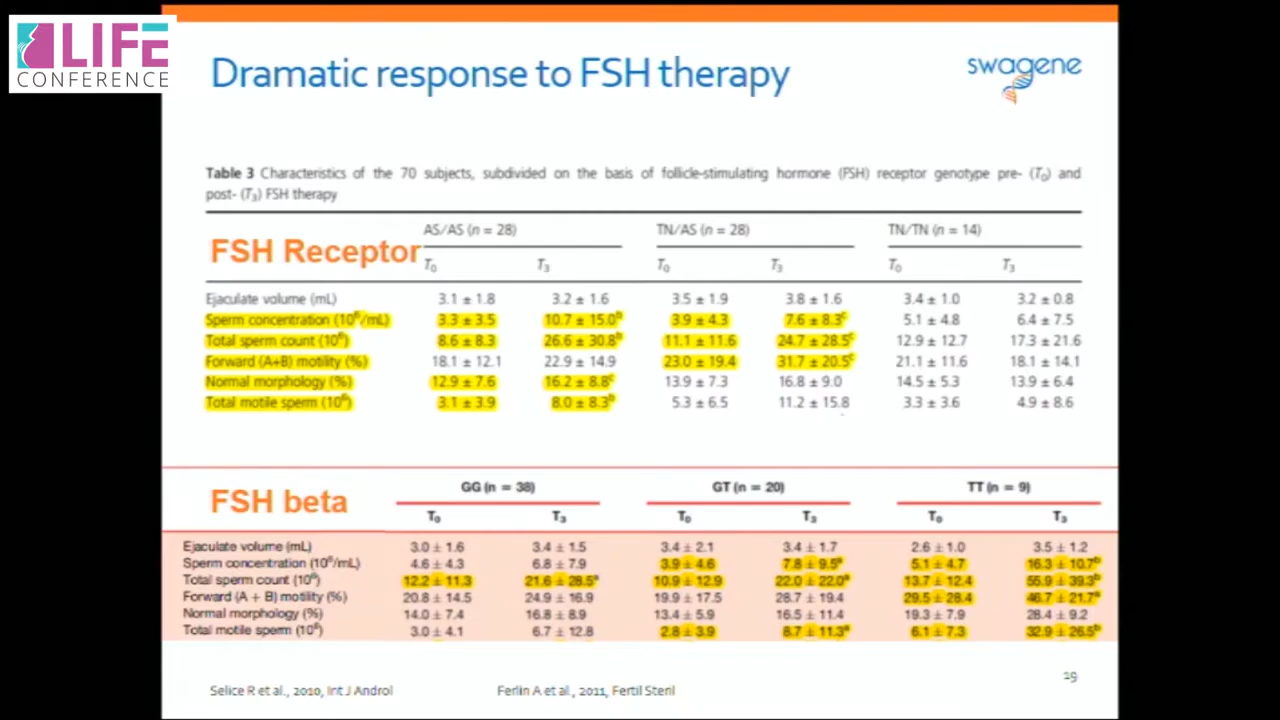 LIFE
CONFERENCE
Dramatic response to FSH therapy
swagene
Table 3 Characteristics of the 70 subjects, subdivided on the basis of follicle-stimulating hormone (FSH) receptor genotype pre- (T0) and
post- (T3) FSH therapy
FSH Receptor
AS/AS (n = 28) TN/AS (n = 28) TN/TN (n = 14)
T0 T3 T0 T3 T0 T3
Ejaculate volume (mL) 3.1 ± 1.8 3.2 ± 1.6 3.5 ± 1.9 3.8 ± 1.6 3.4 ± 1.0 3.2 ± 0.8
Sperm concentration (10⁶/mL) 3.3 ± 3.5 10.7 ± 15.0ᵇ 3.9 ± 4.3 7.6 ± 8.3ᶜ 5.1 ± 4.8 6.4 ± 7.5
Total sperm count (10⁶) 8.6 ± 8.3 26.6 ± 30.8ᵇ 11.1 ± 11.6 24.7 ± 28.5ᶜ 12.9 ± 12.7 17.3 ± 21.6
Forward (A+B) motility (%) 18.1 ± 12.1 22.9 ± 14.9 23.0 ± 19.4 31.7 ± 20.5ᶜ 21.1 ± 11.6 18.1 ± 14.1
Normal morphology (%) 12.9 ± 7.6 16.2 ± 8.8ᶜ 13.9 ± 7.3 16.8 ± 9.0 14.5 ± 5.3 13.9 ± 6.4
Total motile sperm (10⁶) 3.1 ± 3.9 8.0 ± 8.3ᵇ 5.3 ± 6.5 11.2 ± 15.8 3.3 ± 3.6 4.9 ± 8.6
FSH beta
GG (n = 38) GT (n = 20) TT (n = 9)
T0 T3 T0 T3 T0 T3
Ejaculate volume (mL) 3.0 ± 1.6 3.4 ± 1.5 3.4 ± 2.1 3.4 ± 1.7 2.6 ± 1.0 3.5 ± 1.2
Sperm concentration (10⁶/mL) 4.6 ± 4.3 6.8 ± 7.9 3.9 ± 4.6 7.8 ± 9.5ᵃ 5.1 ± 4.7 16.3 ± 10.7ᵇ
Total sperm count (10⁶) 12.2 ± 11.3 21.6 ± 28.5ᵃ 10.9 ± 12.9 22.0 ± 22.0ᵃ 13.7 ± 12.4 55.9 ± 39.3ᵇ
Forward (A + B) motility (%) 20.8 ± 14.5 24.9 ± 16.9 19.9 ± 17.5 28.7 ± 19.4 29.5 ± 28.4 46.7 ± 21.7ᵃ
Normal morphology (%) 14.0 ± 7.4 16.8 ± 8.9 13.4 ± 5.9 16.5 ± 11.4 19.3 ± 7.9 28.4 ± 9.2
Total motile sperm (10⁶) 3.0 ± 4.1 6.7 ± 12.8 2.8 ± 3.9 8.7 ± 11.3ᵃ 6.1 ± 7.3 32.9 ± 26.5ᵇ
19
Selice R et al., 2010, Int J Androl Ferlin A et al., 2011, Fertil Steril